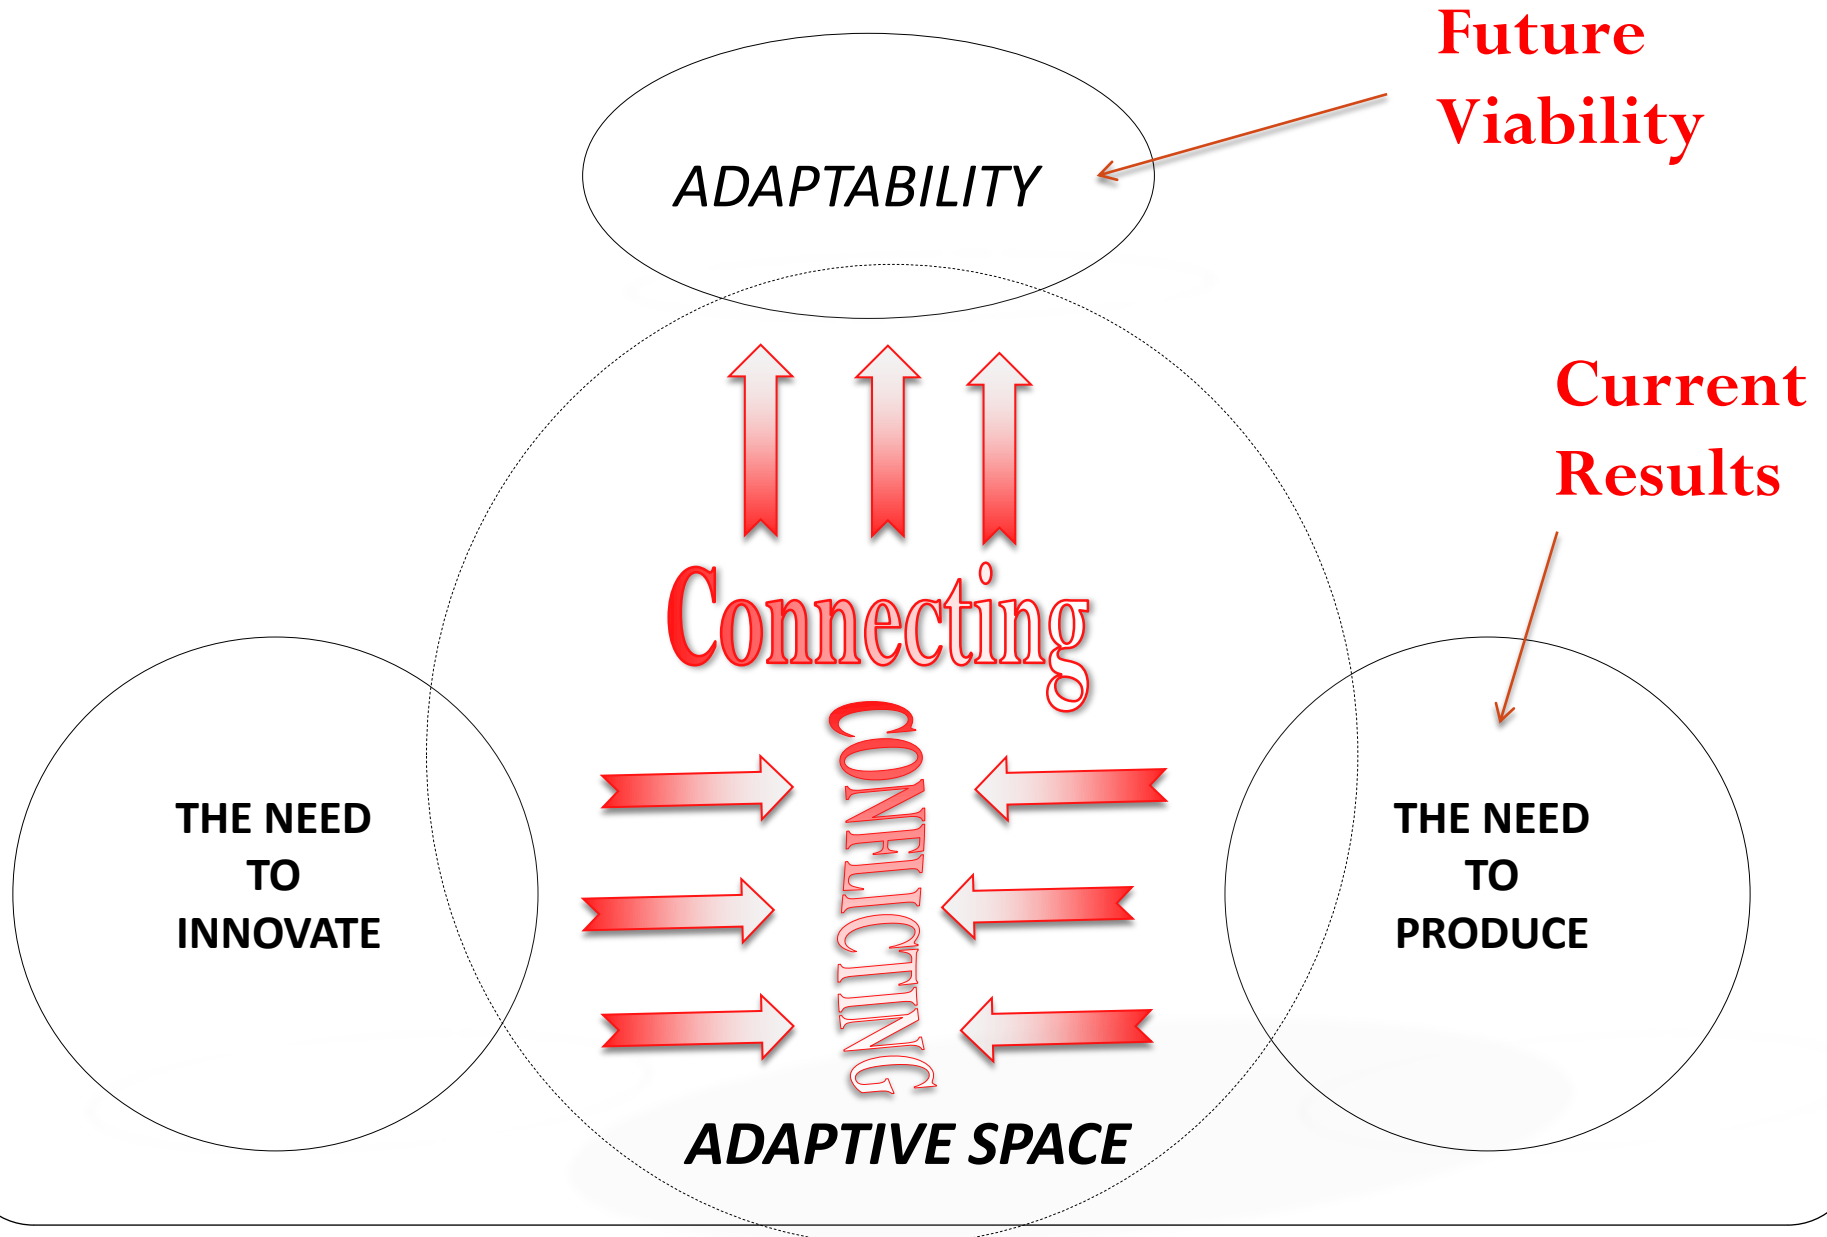 Future
Viability
ADAPTABILITY
Current
Results
Connecting
CONFLICTING
THE NEED
TO
INNOVATE
THE NEED
TO
PRODUCE
ADAPTIVE SPACE